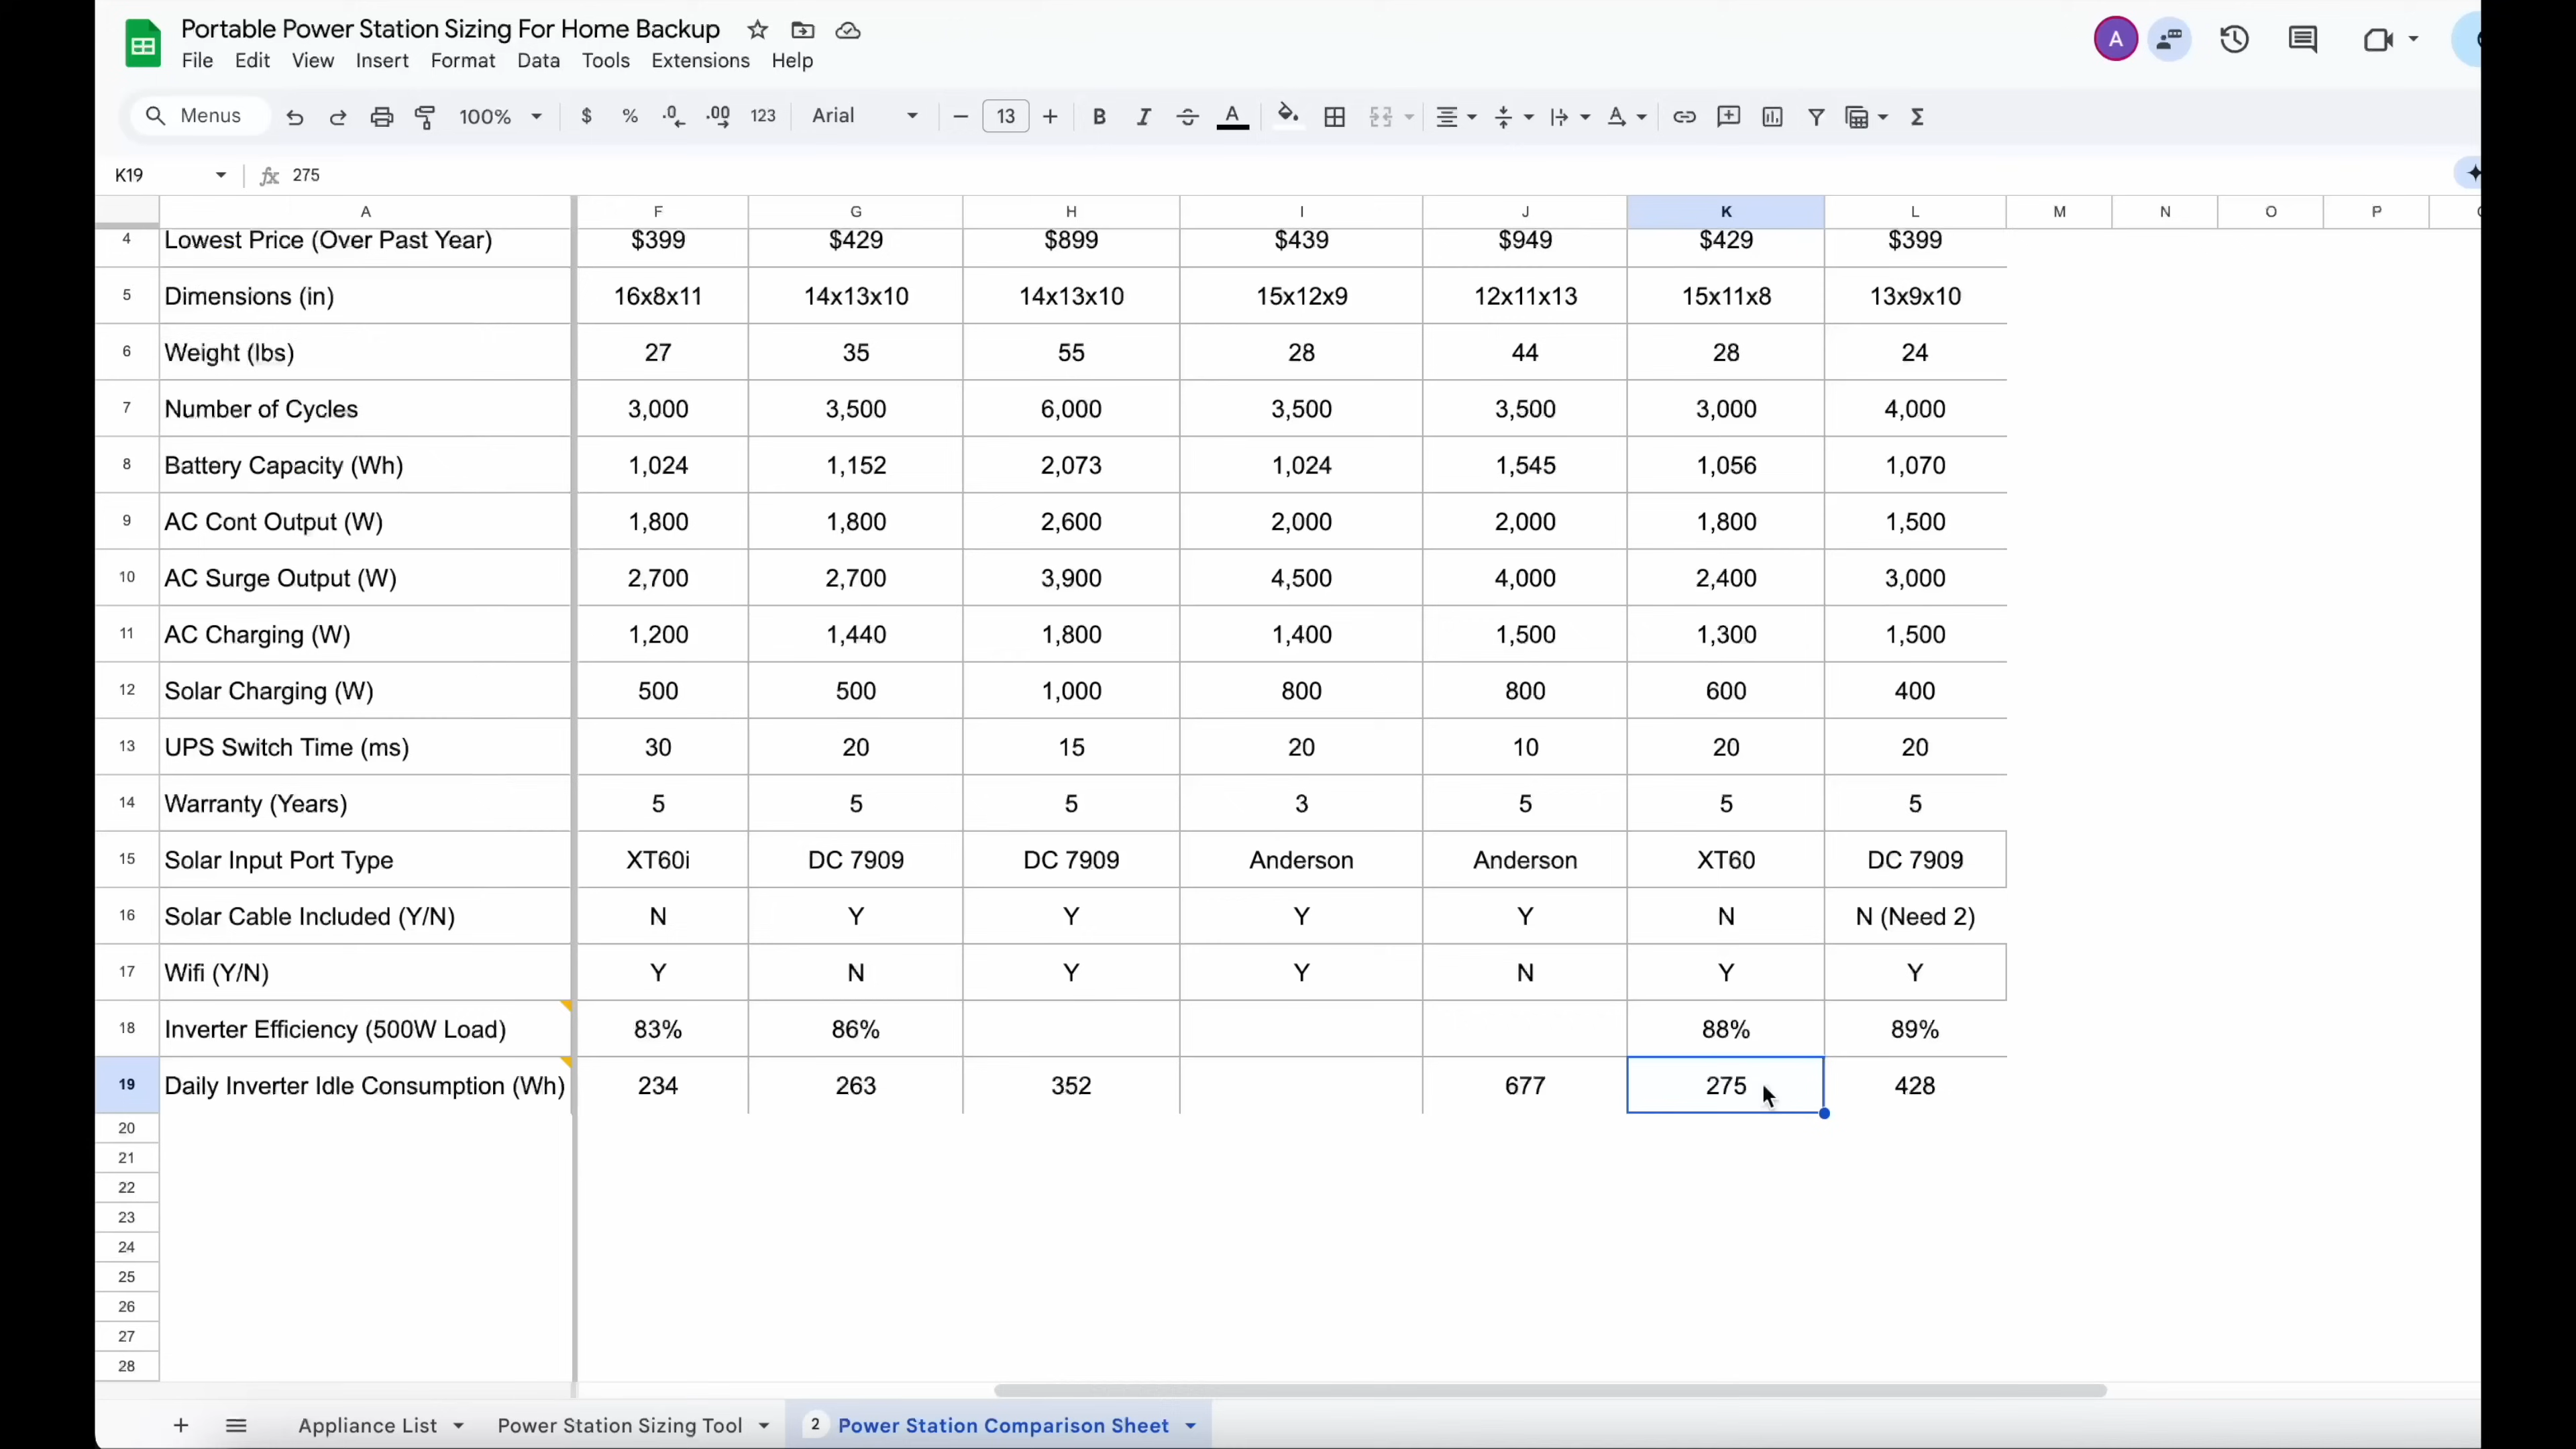 Portable Power Station Sizing For Home Backup
File Edit View Insert Format Data Tools Extensions Help
A
Menus 100% $ % .0 .00 123 Arial 13 B I S A Σ
K19 fx 275
A F G H I J K L M N O P
4 Lowest Price (Over Past Year) $399 $429 $899 $439 $949 $429 $399
5 Dimensions (in) 16x8x11 14x13x10 14x13x10 15x12x9 12x11x13 15x11x8 13x9x10
6 Weight (lbs) 27 35 55 28 44 28 24
7 Number of Cycles 3,000 3,500 6,000 3,500 3,500 3,000 4,000
8 Battery Capacity (Wh) 1,024 1,152 2,073 1,024 1,545 1,056 1,070
9 AC Cont Output (W) 1,800 1,800 2,600 2,000 2,000 1,800 1,500
10 AC Surge Output (W) 2,700 2,700 3,900 4,500 4,000 2,400 3,000
11 AC Charging (W) 1,200 1,440 1,800 1,400 1,500 1,300 1,500
12 Solar Charging (W) 500 500 1,000 800 800 600 400
13 UPS Switch Time (ms) 30 20 15 20 10 20 20
14 Warranty (Years) 5 5 5 3 5 5 5
15 Solar Input Port Type XT60i DC 7909 DC 7909 Anderson Anderson XT60 DC 7909
16 Solar Cable Included (Y/N) N Y Y Y Y N N (Need 2)
17 Wifi (Y/N) Y N Y Y N Y Y
18 Inverter Efficiency (500W Load) 83% 86% 88% 89%
19 Daily Inverter Idle Consumption (Wh) 234 263 352 677 275 428
20
21
22
23
24
25
26
27
28
Appliance List Power Station Sizing Tool 2 Power Station Comparison Sheet